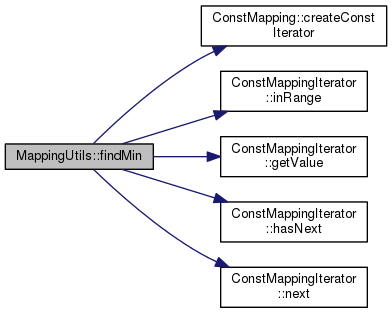 ConstMapping::createConst
Iterator
ConstMappingIterator
::inRange
MappingUtils::findMin
ConstMappingIterator
::getValue
ConstMappingIterator
::hasNext
ConstMappingIterator
::next